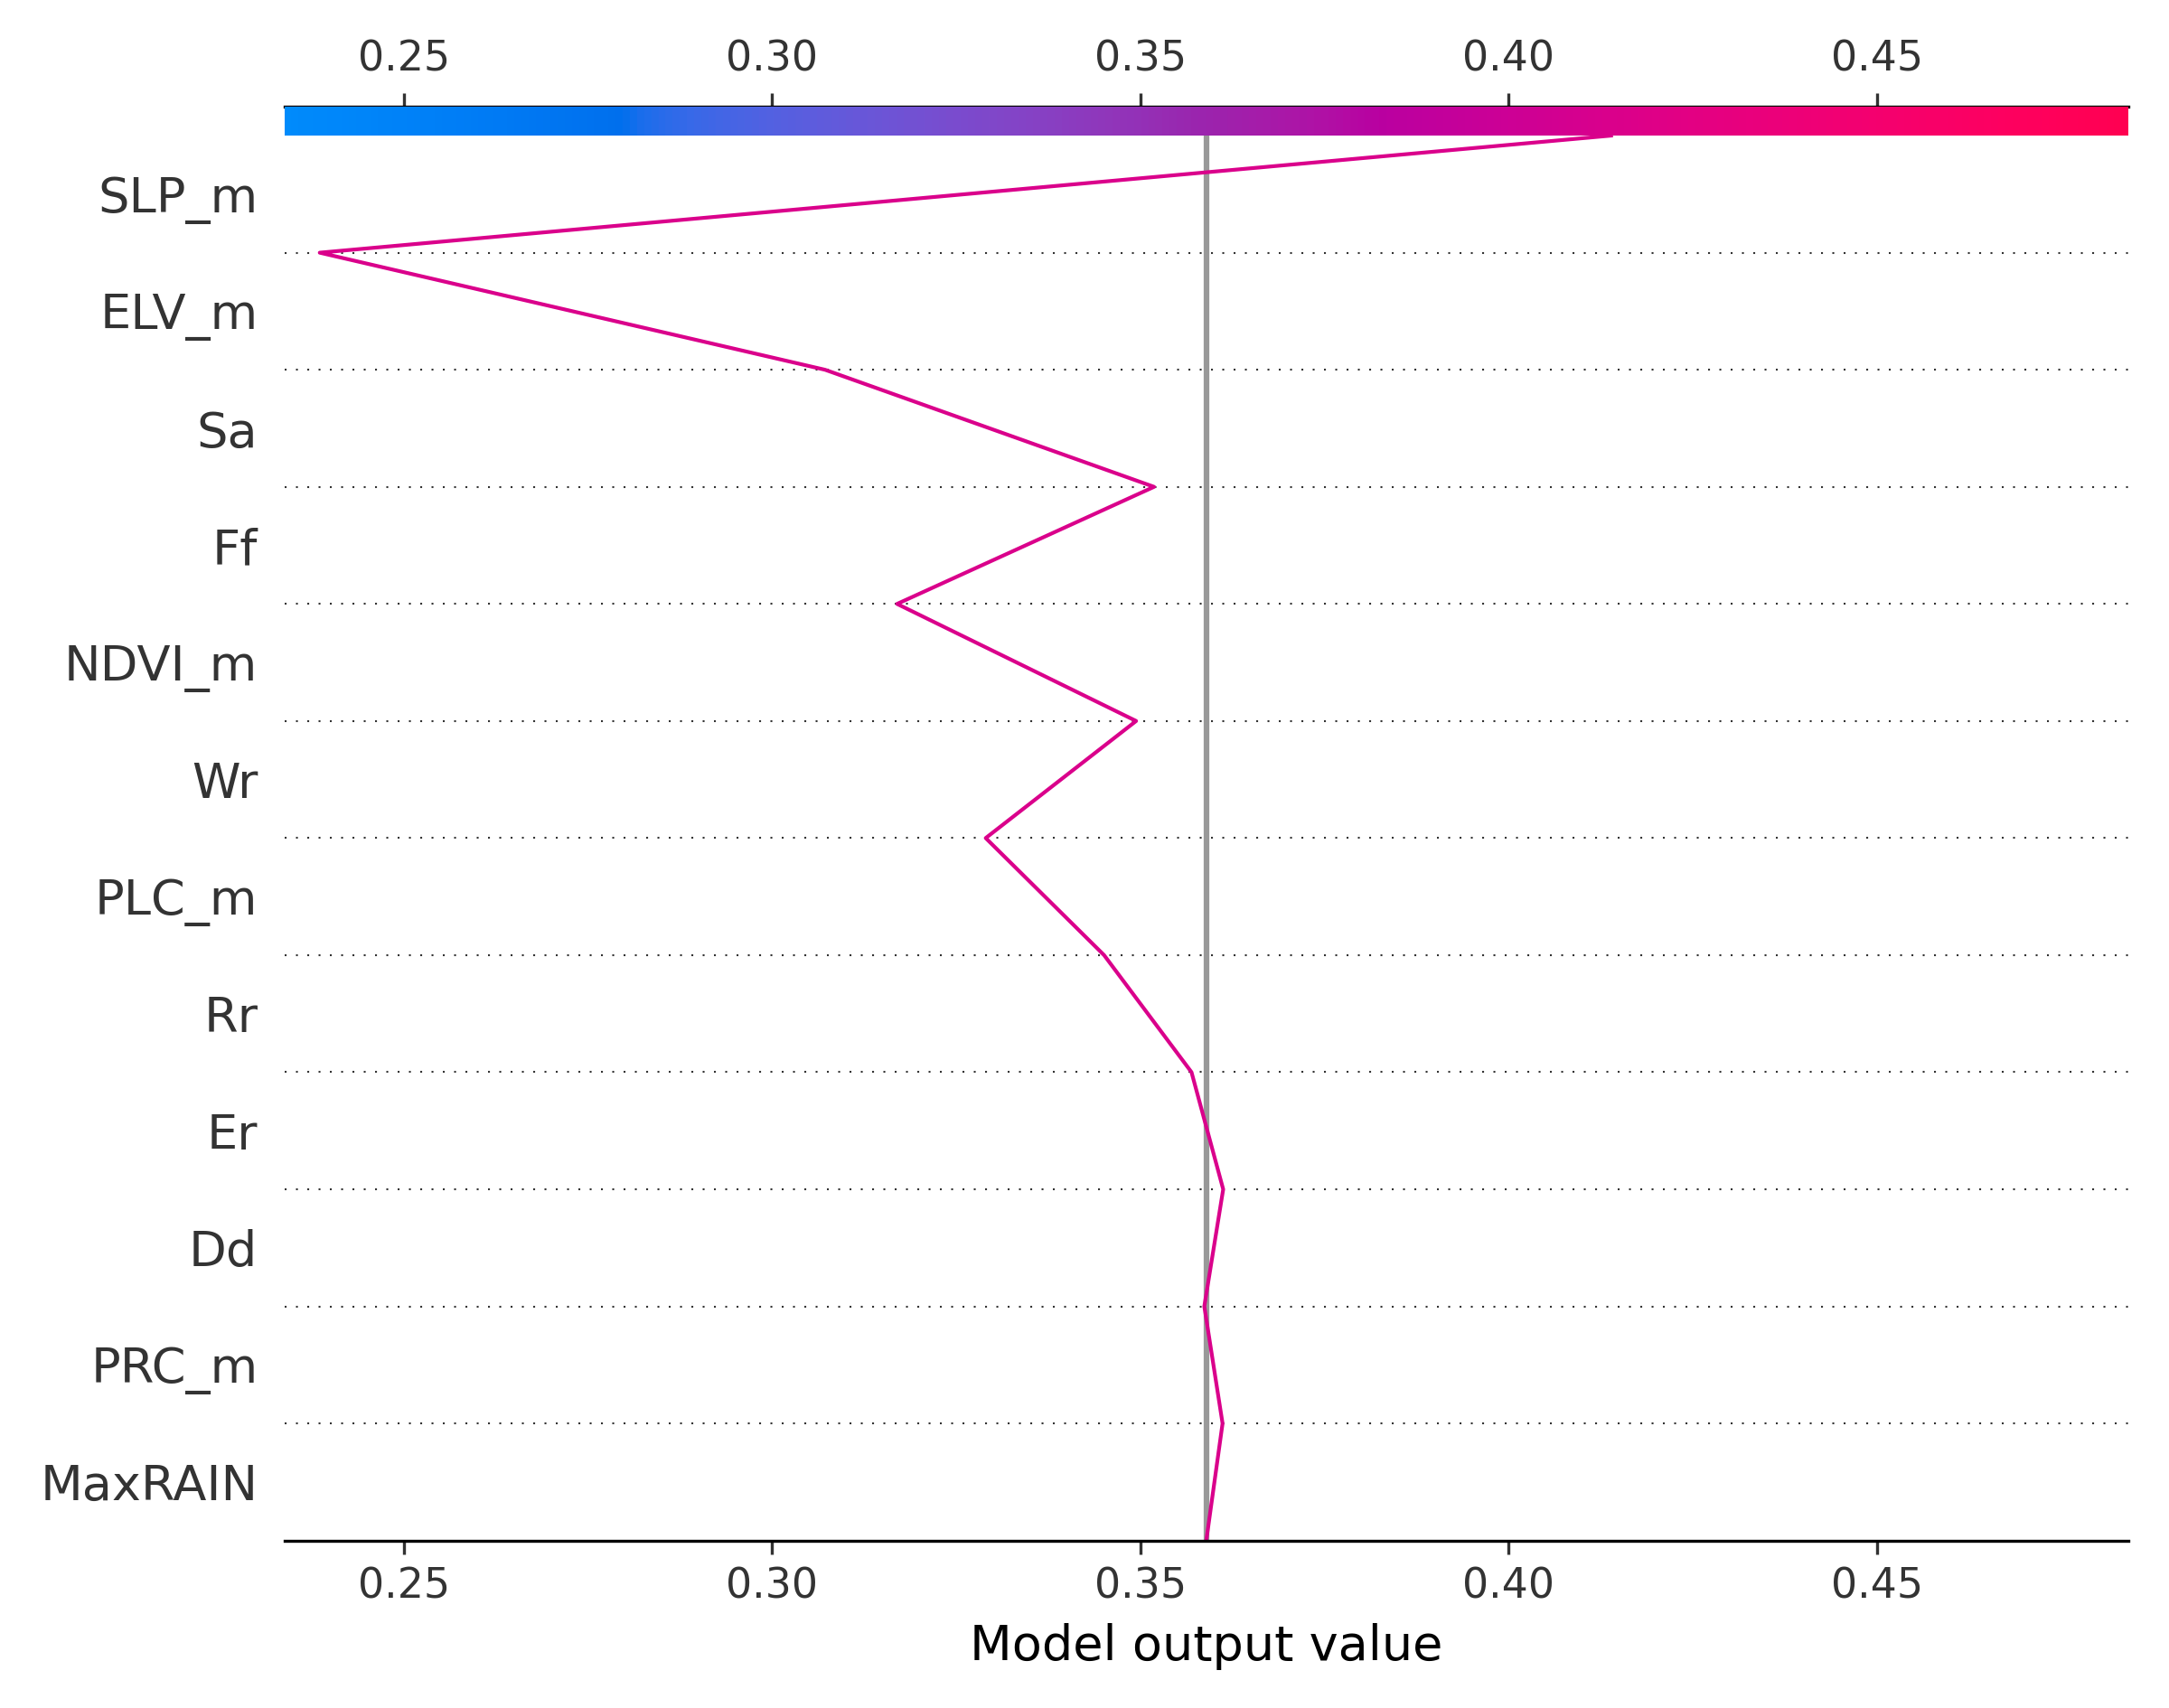 0.25 0.30 0.35 0.40 0.45
SLP_m
ELV_m
Sa
Ff
NDVI_m
Wr
PLC_m
Rr
Er
Dd
PRC_m
MaxRAIN
0.25 0.30 0.35 0.40 0.45
Model output value